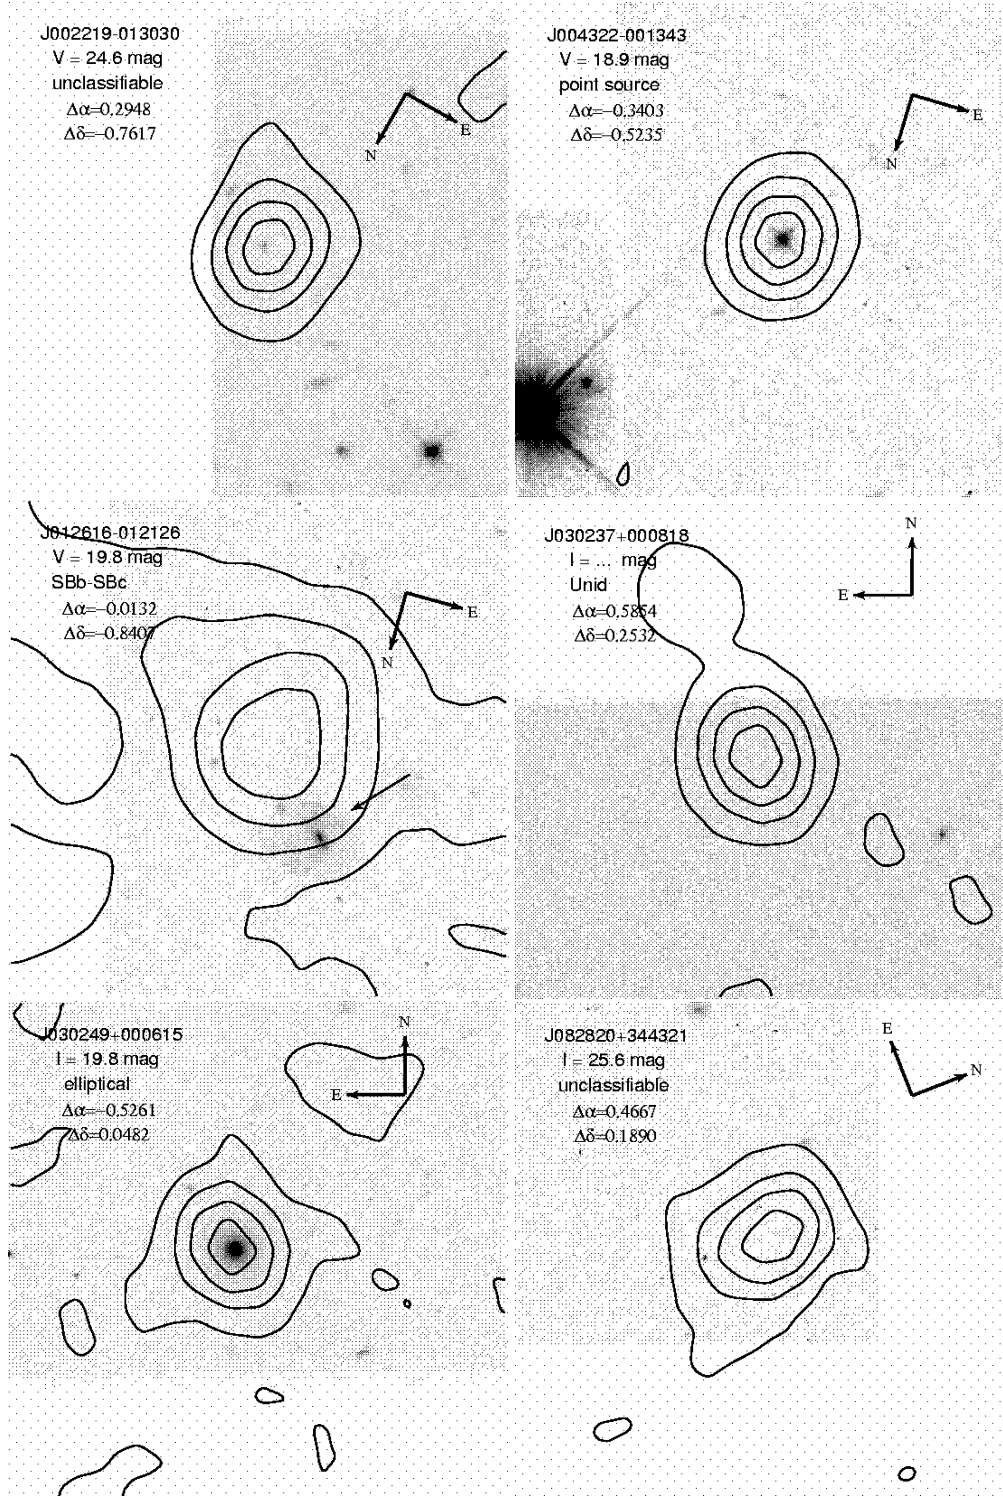 J002219-013030
V = 24.6 mag
unclassifiable
Δα=0.2948
Δδ=−0.7617
E
N
J004322-001343
V = 18.9 mag
point source
Δα=−0.3403
Δδ=−0.5235
E
N
J012616-012126
V = 19.8 mag
SBb-SBc
Δα=−0.0132
Δδ=−0.8407
E
N
J030237+000818
I = ... mag
Unid
Δα=0.5854
Δδ=0.2532
N
E
J030249+000615
I = 19.8 mag
elliptical
Δα=−0.5261
Δδ=0.0482
N
E
J082820+344321
I = 25.6 mag
unclassifiable
Δα=0.4667
Δδ=0.1890
E
N